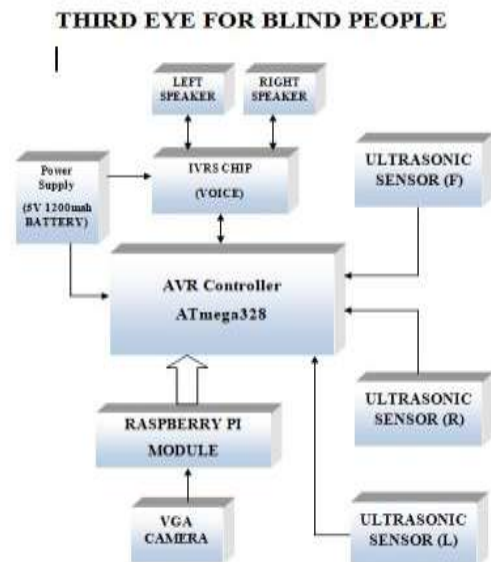 THIRD EYE FOR BLIND PEOPLE
LEFT
SPEAKER
RIGHT
SPEAKER
Power
Supply
(5V 1200mah
BATTERY)
IVRS CHIP
(VOICE)
ULTRASONIC
SENSOR (F)
AVR Controller
ATmega328
ULTRASONIC
SENSOR (R)
RASPBERRY PI
MODULE
VGA
CAMERA
ULTRASONIC
SENSOR (L)